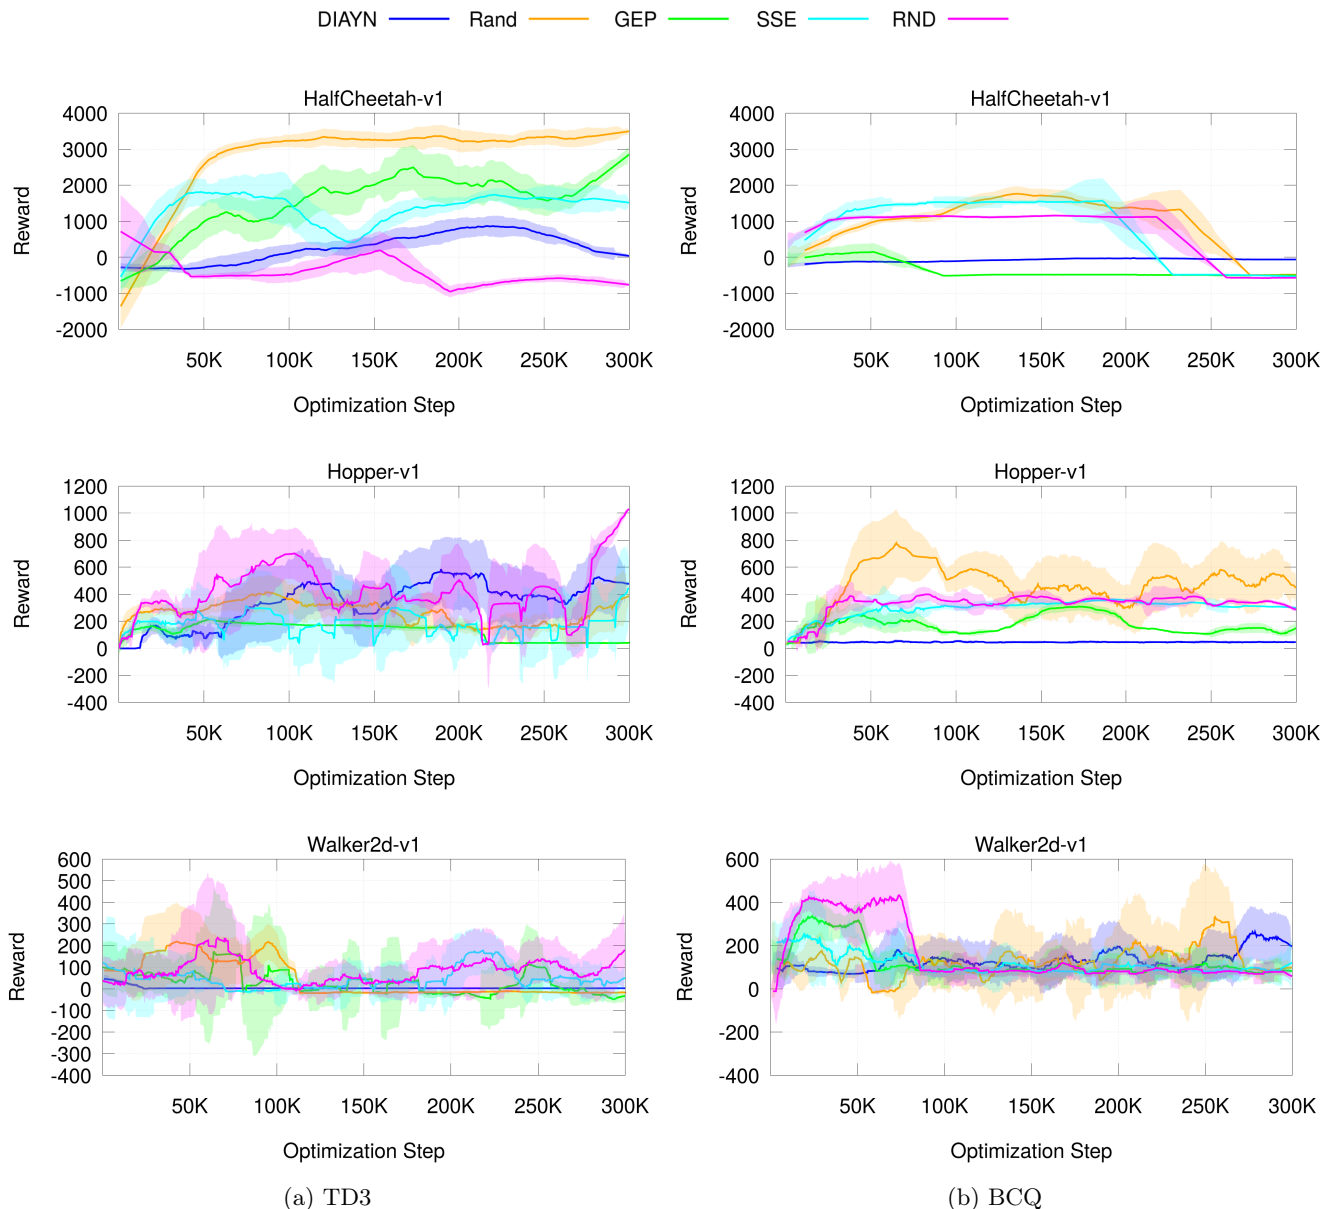 DIAYN Rand GEP SSE RND
HalfCheetah-v1
4000
3000
2000
1000
0
-1000
-2000
Reward
50K 100K 150K 200K 250K 300K
Optimization Step
HalfCheetah-v1
4000
3000
2000
1000
0
-1000
-2000
Reward
50K 100K 150K 200K 250K 300K
Optimization Step
Hopper-v1
1200
1000
800
600
400
200
0
-200
-400
Reward
50K 100K 150K 200K 250K 300K
Optimization Step
Hopper-v1
1200
1000
800
600
400
200
0
-200
-400
Reward
50K 100K 150K 200K 250K 300K
Optimization Step
Walker2d-v1
600
500
400
300
200
100
0
-100
-200
-300
-400
Reward
50K 100K 150K 200K 250K 300K
Optimization Step
Walker2d-v1
600
400
200
0
-200
-400
Reward
50K 100K 150K 200K 250K 300K
Optimization Step
(a) TD3
(b) BCQ